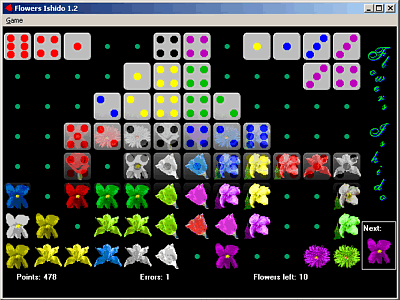 Flowers Ishido 1.2
Game
Flowers Ishido
Next:
Points: 478 Errors: 1 Flowers left: 10